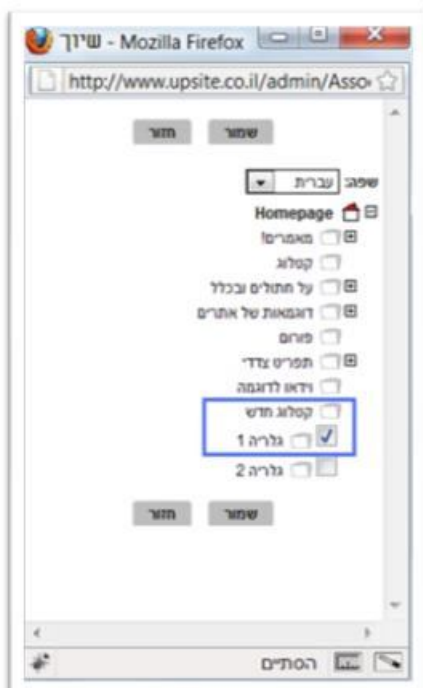 שיוך - Mozilla Firefox
http://www.upsite.co.il/admin/Asso
שמור חזור
שפה: עברית
Homepage
מאמרים!
קטלוג
על חתולים ובכלל
דוגמאות של אתרים
פורום
תפריט צדדי
וידאו לדוגמה
קטלוג חדש
גלריה 1
גלריה 2
שמור חזור
הסתיים